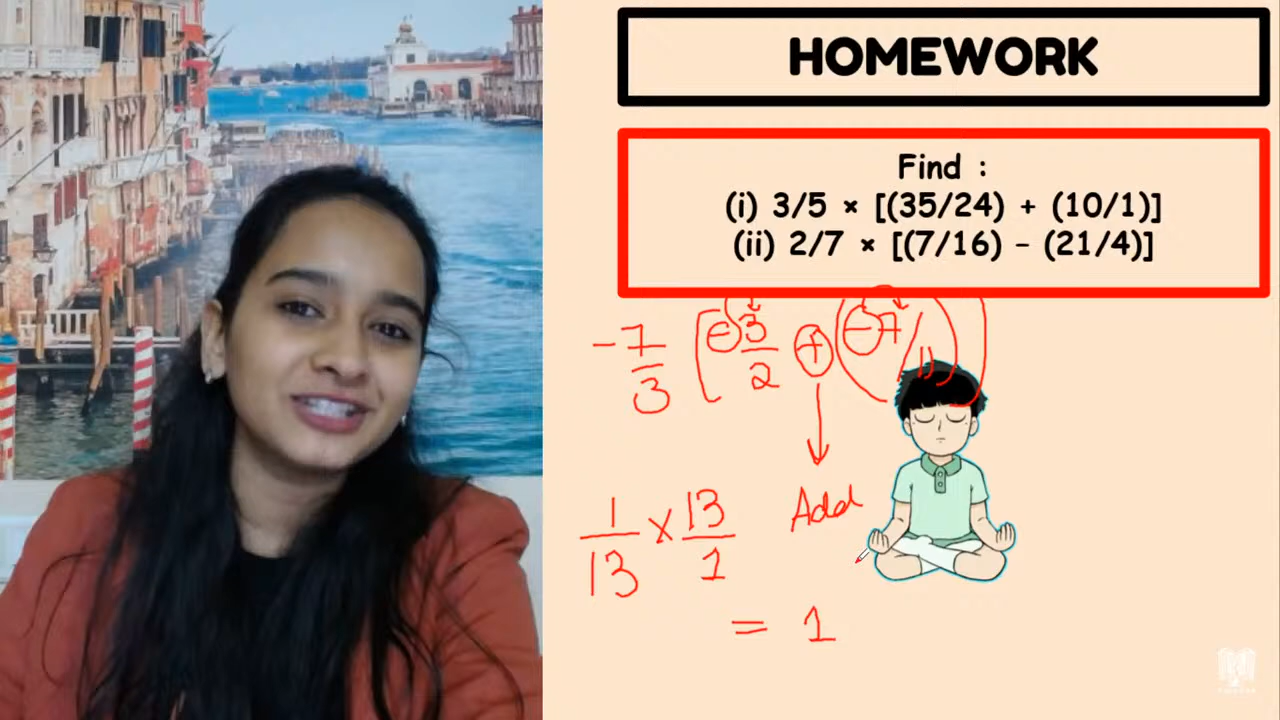 HOMEWORK
Find :
(i) 3/5 × [(35/24) + (10/1)]
(ii) 2/7 × [(7/16) – (21/4)]
-7/3 [-3/2 + (-7/11)]
Add
1/13 × 13/1
= 1